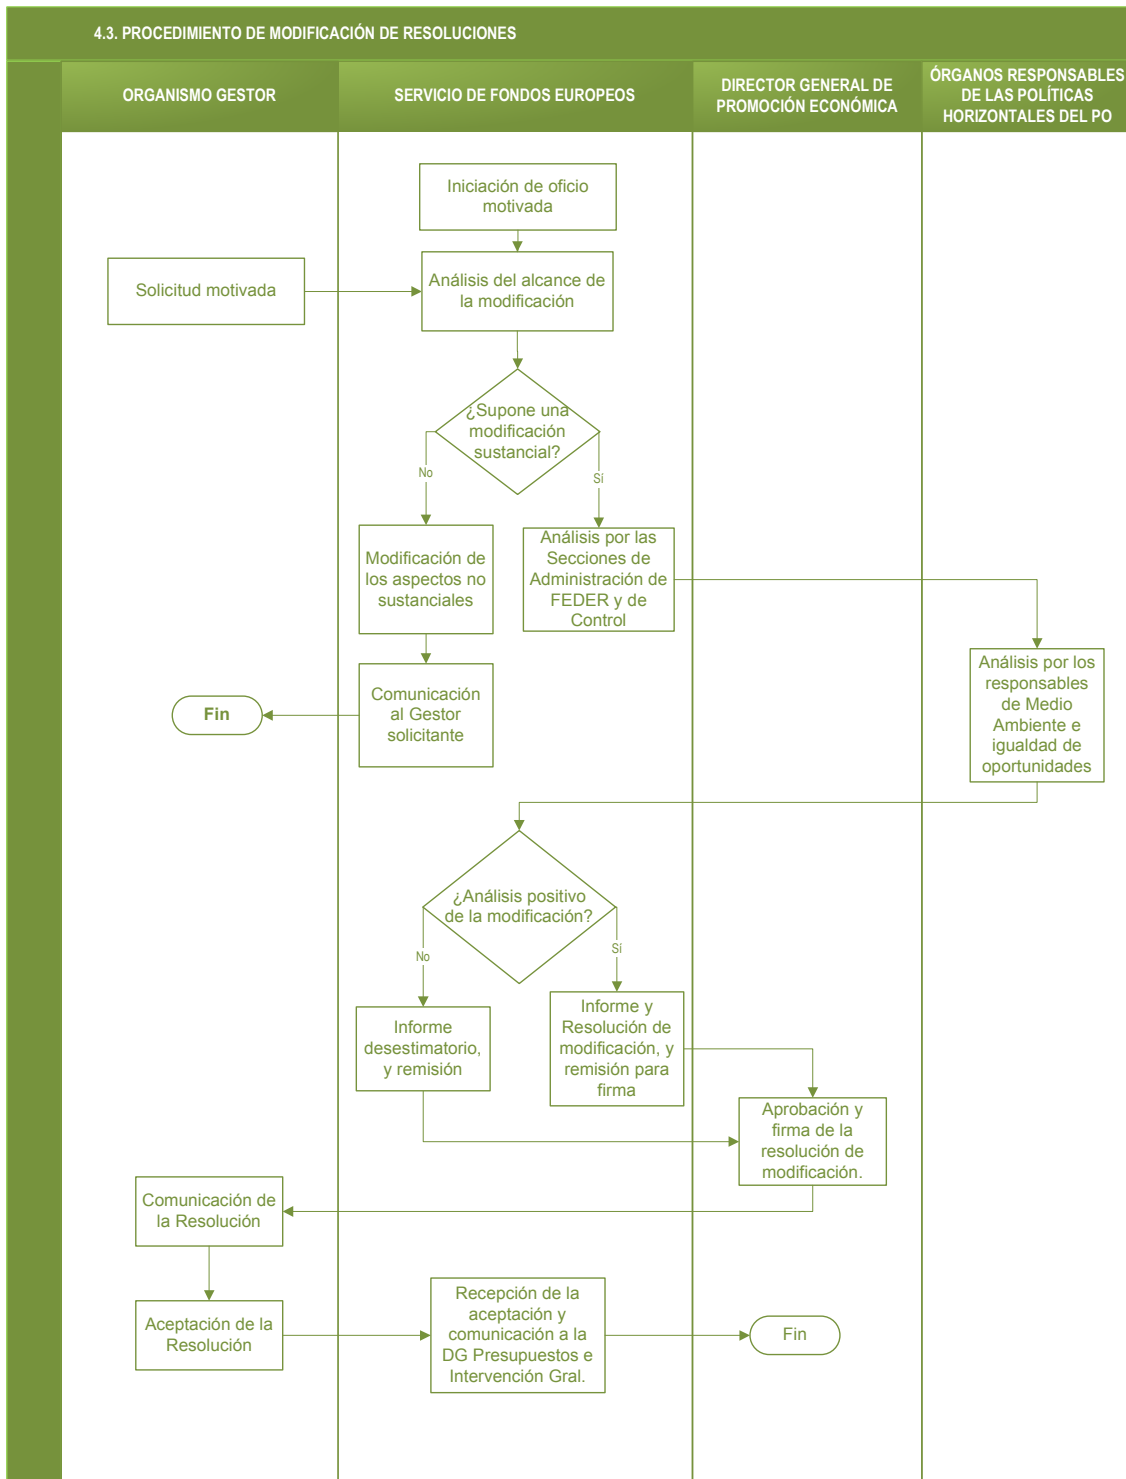 4.3. PROCEDIMIENTO DE MODIFICACIÓN DE RESOLUCIONES
ORGANISMO GESTOR
SERVICIO DE FONDOS EUROPEOS
DIRECTOR GENERAL DE
PROMOCIÓN ECONÓMICA
ÓRGANOS RESPONSABLES
DE LAS POLÍTICAS
HORIZONTALES DEL PO
Iniciación de oficio
motivada
Solicitud motivada
Análisis del alcance de
la modificación
¿Supone una
modificación
sustancial?
No
Sí
Modificación de
los aspectos no
sustanciales
Análisis por las
Secciones de
Administración de
FEDER y de
Control
Análisis por los
responsables
de Medio
Ambiente e
igualdad de
oportunidades
Comunicación
al Gestor
solicitante
Fin
¿Análisis positivo
de la modificación?
No
Sí
Informe
desestimatorio,
y remisión
Informe y
Resolución de
modificación, y
remisión para
firma
Aprobación y
firma de la
resolución de
modificación.
Comunicación de
la Resolución
Aceptación de la
Resolución
Recepción de la
aceptación y
comunicación a la
DG Presupuestos e
Intervención Gral.
Fin